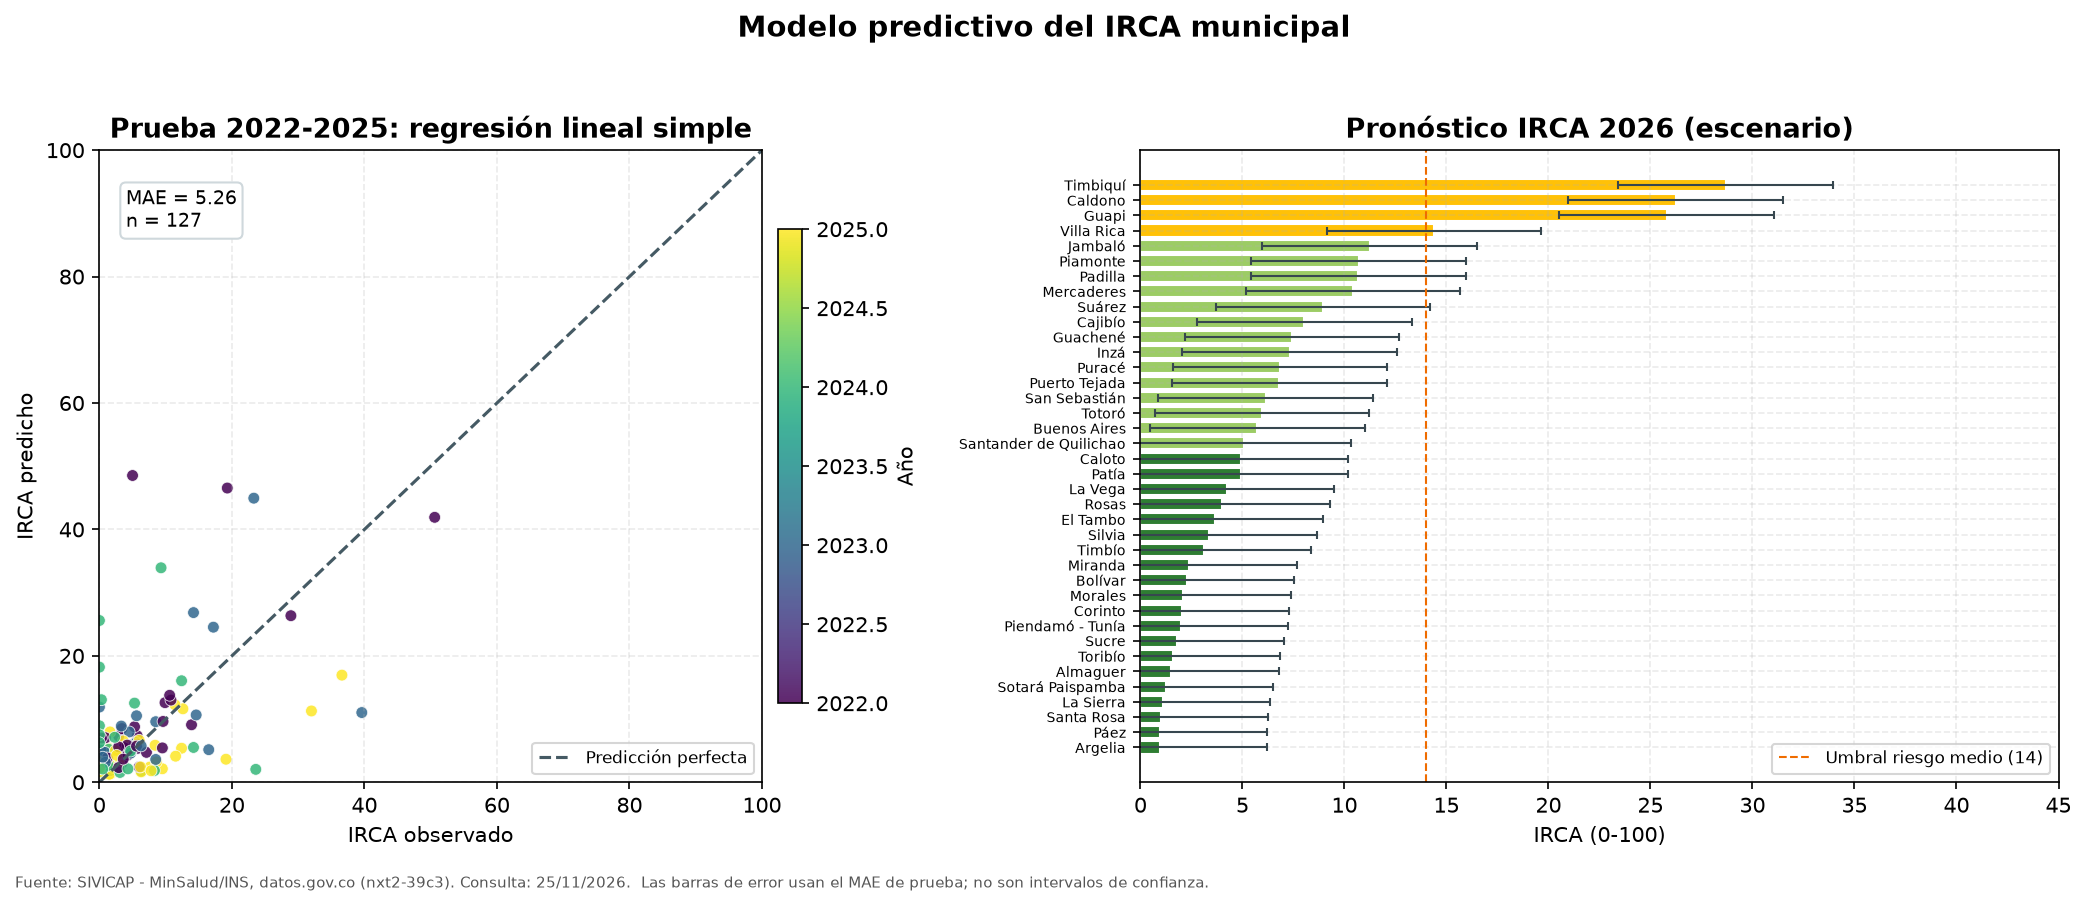 Modelo predictivo del IRCA municipal
Prueba 2022-2025: regresión lineal simple
MAE = 5.26
n = 127
IRCA predicho
100
80
60
40
20
0
0 20 40 60 80 100
IRCA observado
Predicción perfecta
2025.0
2024.5
2024.0
2023.5
2023.0
2022.5
2022.0
Año
Pronóstico IRCA 2026 (escenario)
Timbiquí
Caldono
Guapi
Villa Rica
Jambaló
Piamonte
Padilla
Mercaderes
Suárez
Cajibío
Guachené
Inzá
Puracé
Puerto Tejada
San Sebastián
Totoró
Buenos Aires
Santander de Quilichao
Caloto
Patía
La Vega
Rosas
El Tambo
Silvia
Timbío
Miranda
Bolívar
Morales
Corinto
Piendamó - Tunía
Sucre
Toribío
Almaguer
Sotará Paispamba
La Sierra
Santa Rosa
Páez
Argelia
Umbral riesgo medio (14)
0 5 10 15 20 25 30 35 40 45
IRCA (0-100)
Fuente: SIVICAP - MinSalud/INS, datos.gov.co (nxt2-39c3). Consulta: 25/11/2026.  Las barras de error usan el MAE de prueba; no son intervalos de confianza.